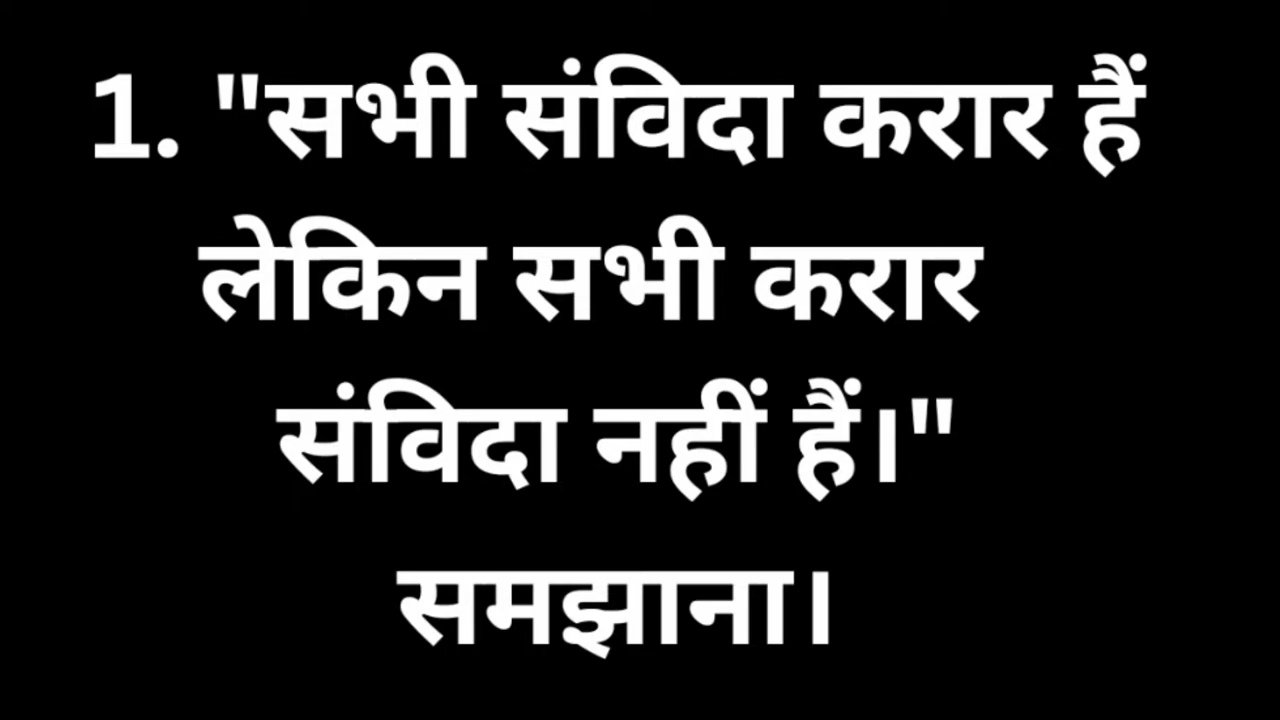 1. "सभी संविदा करार हैं
लेकिन सभी करार
संविदा नहीं हैं।"
समझाना।